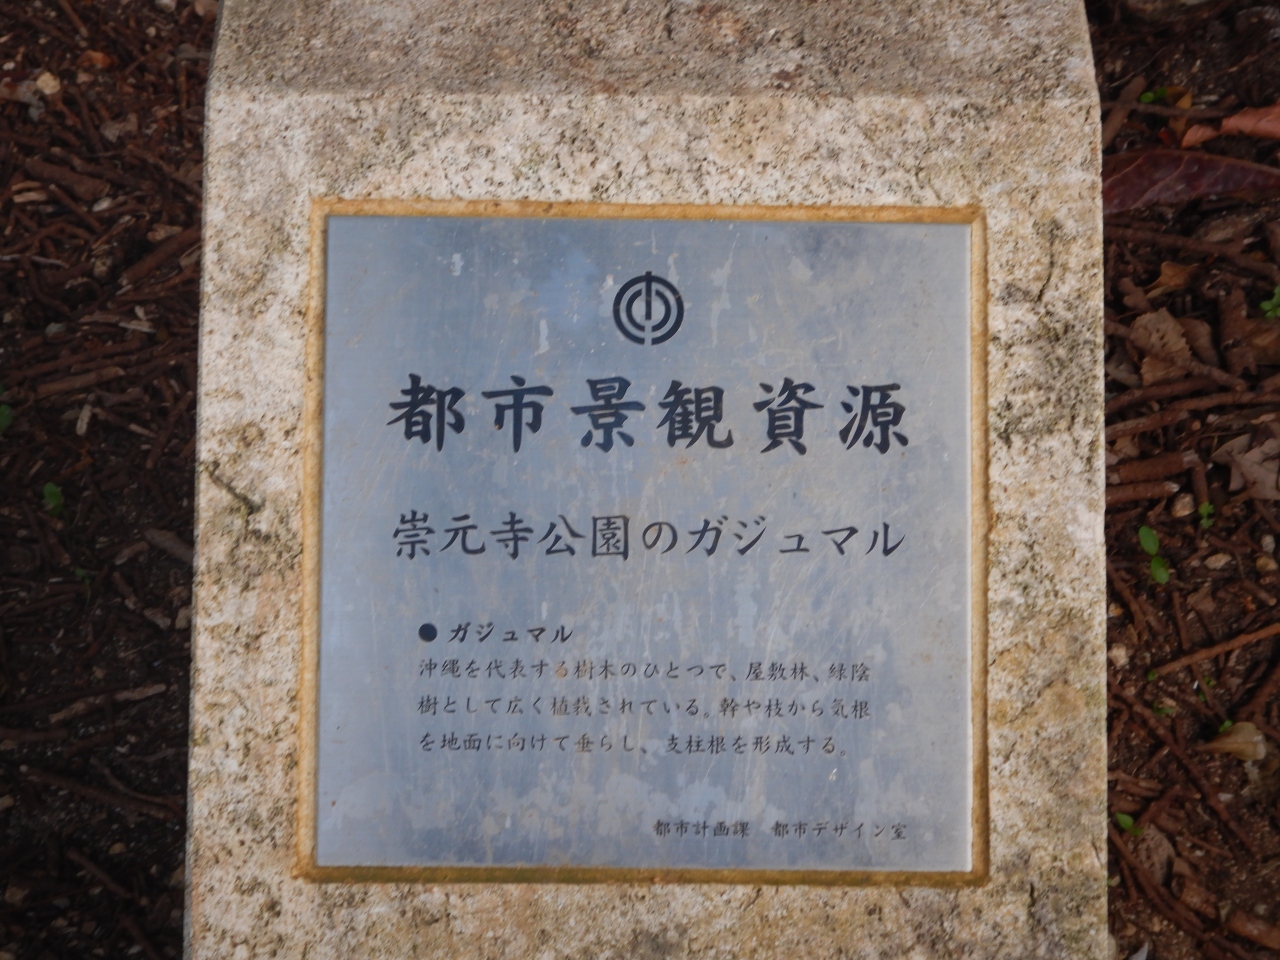 都市景観資源
崇元寺公園のガジュマル
● ガジュマル
沖縄を代表する樹木のひとつで、屋敷林、緑陰
樹として広く植栽されている。幹や枝から気根
を地面に向けて垂らし、支柱根を形成する。
都市計画課　都市デザイン室